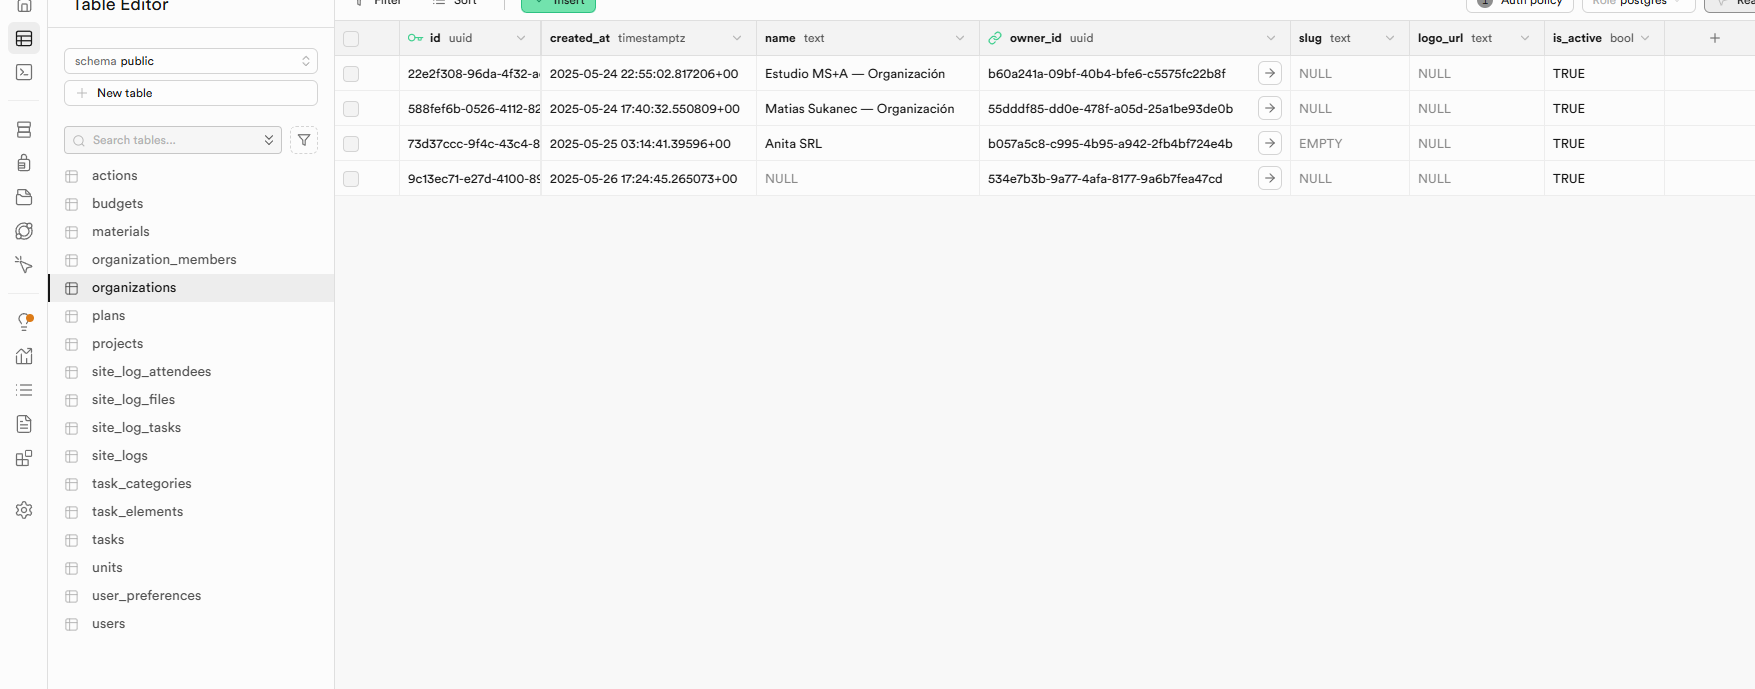 Table Editor
Filter Sort Insert Auth policy Role postgres
schema public
New table
Search tables...
actions
budgets
materials
organization_members
organizations
plans
projects
site_log_attendees
site_log_files
site_log_tasks
site_logs
task_categories
task_elements
tasks
units
user_preferences
users
id uuid created_at timestamptz name text owner_id uuid slug text logo_url text is_active bool
22e2f308-96da-4f32-a 2025-05-24 22:55:02.817206+00 Estudio MS+A — Organización b60a241a-09bf-40b4-bfe6-c5575fc22b8f NULL NULL TRUE
588fef6b-0526-4112-82 2025-05-24 17:40:32.550809+00 Matias Sukanec — Organización 55dddf85-dd0e-478f-a05d-25a1be93de0b NULL NULL TRUE
73d37ccc-9f4c-43c4-8 2025-05-25 03:14:41.39596+00 Anita SRL b057a5c8-c995-4b95-a942-2fb4bf724e4b EMPTY NULL TRUE
9c13ec71-e27d-4100-89 2025-05-26 17:24:45.265073+00 NULL 534e7b3b-9a77-4afa-8177-9a6b7fea47cd NULL NULL TRUE